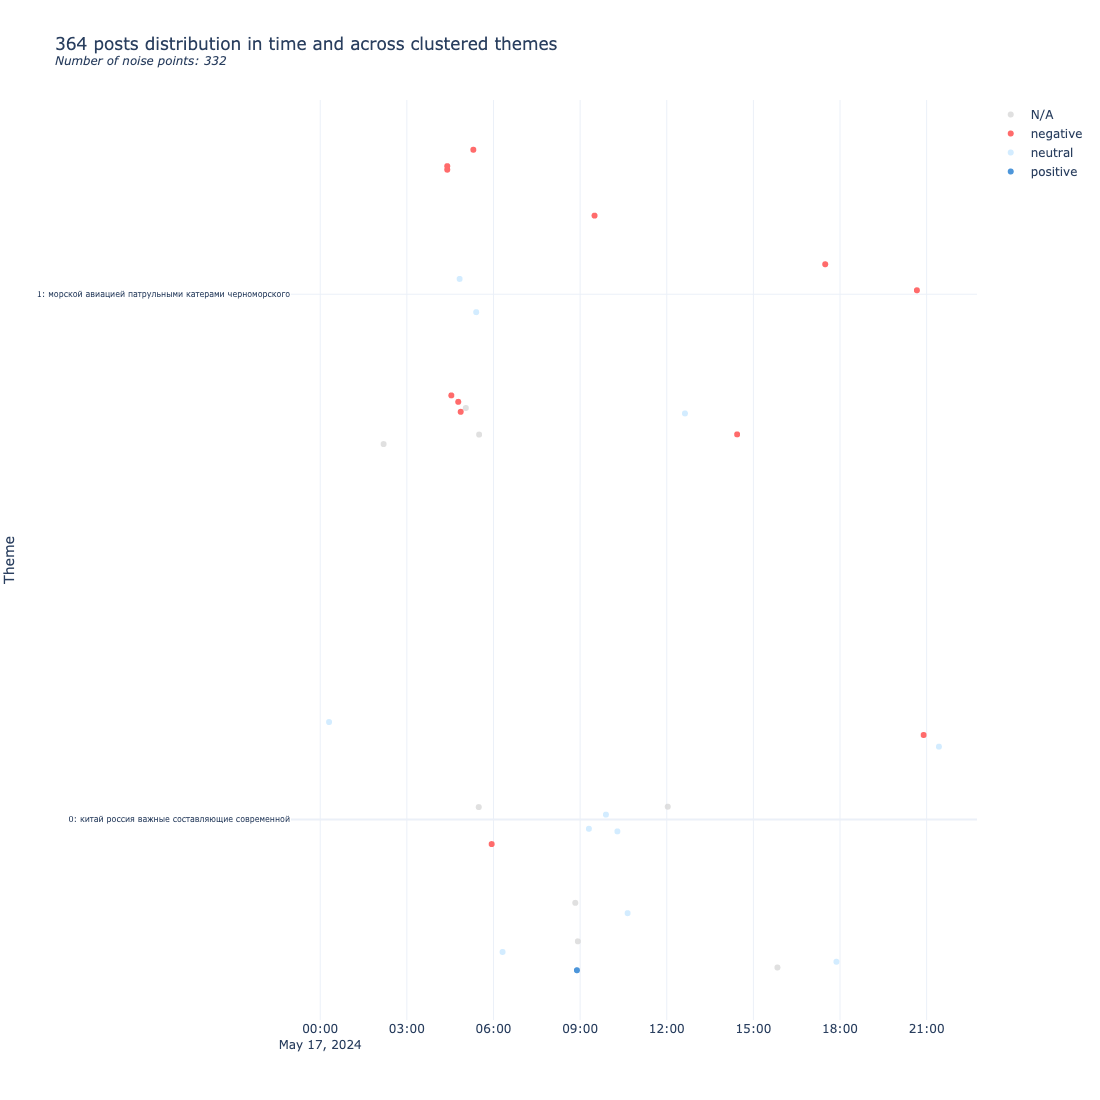 364 posts distribution in time and across clustered themes
Number of noise points: 332
N/A
negative
neutral
positive
1: морской авиацией патрульными катерами черноморского
Theme
0: китай россия важные составляющие современной
00:00 03:00 06:00 09:00 12:00 15:00 18:00 21:00
May 17, 2024